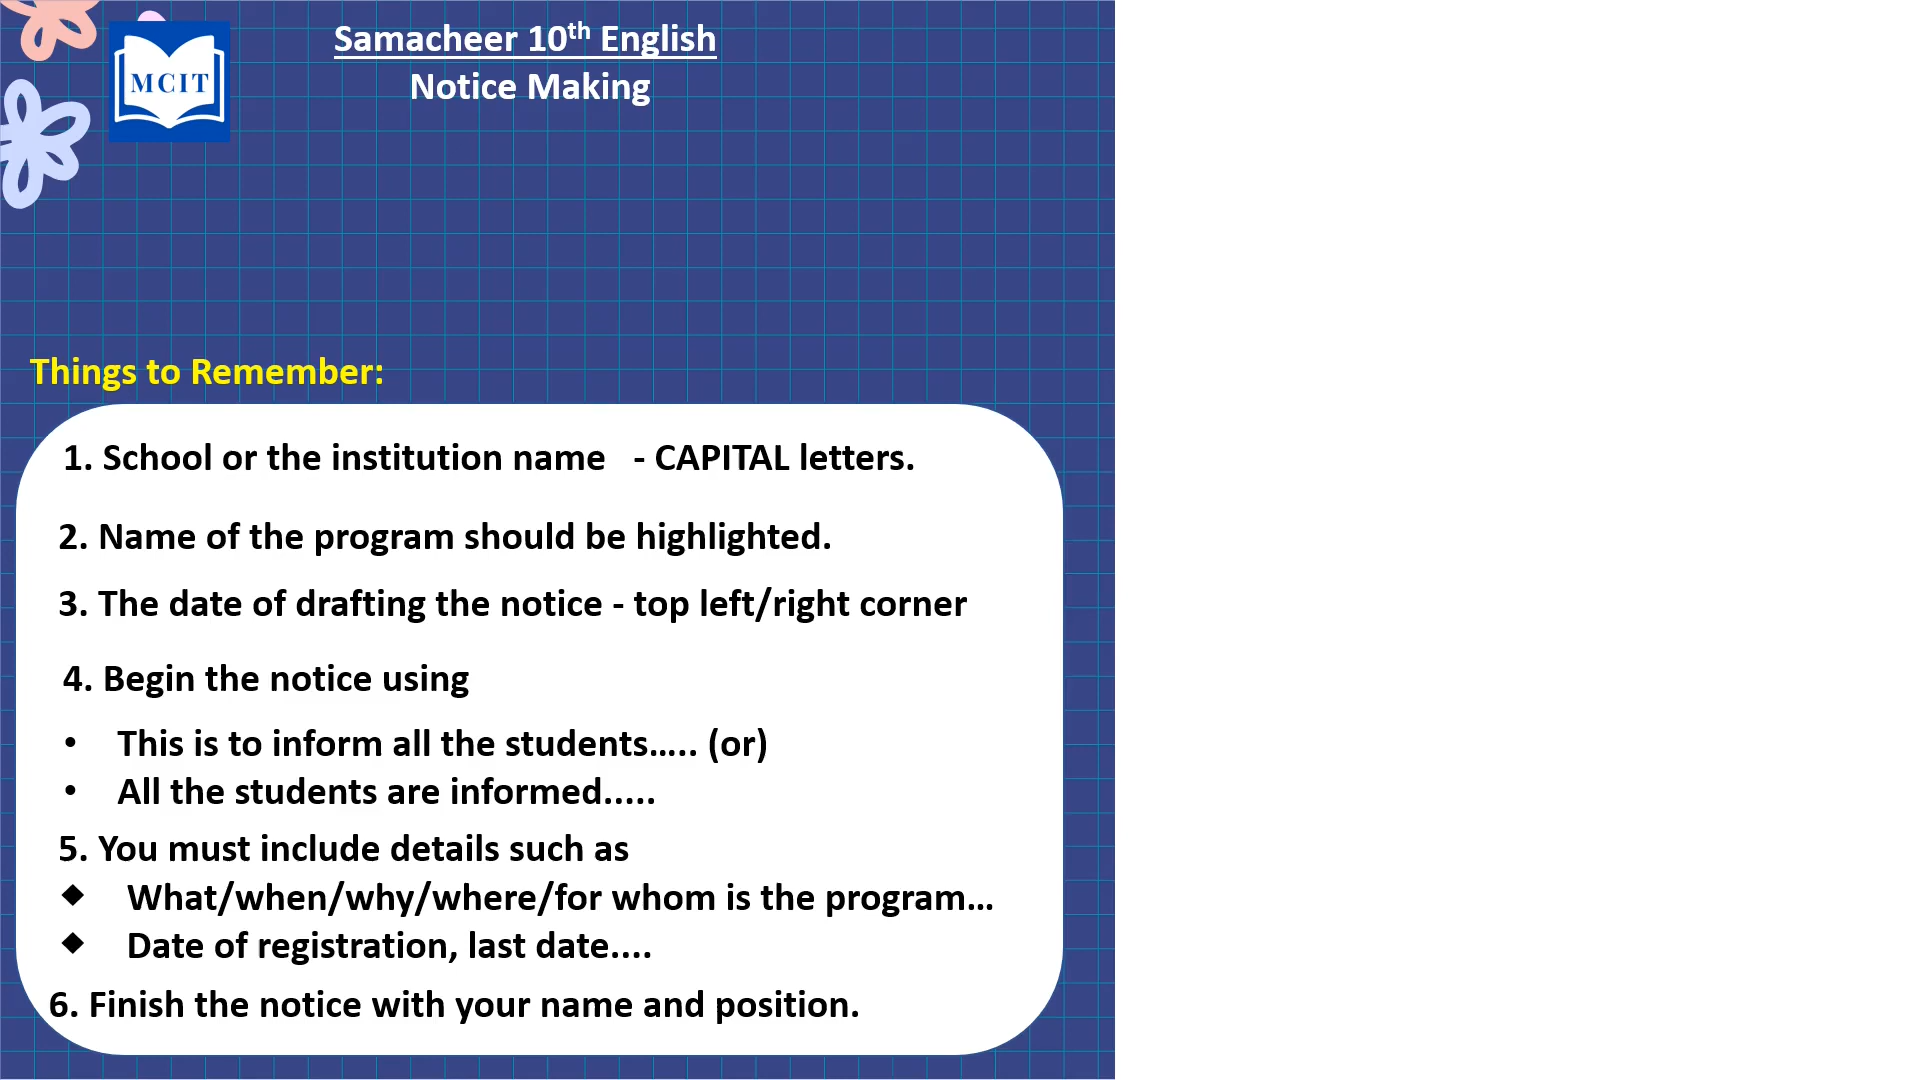 Samacheer 10th English
Notice Making
MCIT
Things to Remember:
1. School or the institution name - CAPITAL letters.
2. Name of the program should be highlighted.
3. The date of drafting the notice - top left/right corner
4. Begin the notice using
• This is to inform all the students….. (or)
• All the students are informed.....
5. You must include details such as
◆ What/when/why/where/for whom is the program…
◆ Date of registration, last date....
6. Finish the notice with your name and position.